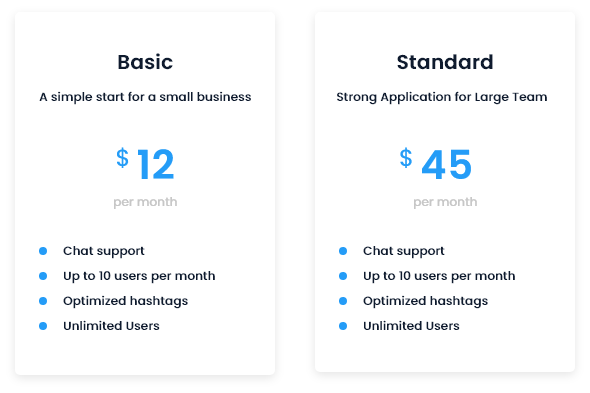 Basic
A simple start for a small business
$ 12
per month
Chat support
Up to 10 users per month
Optimized hashtags
Unlimited Users
Standard
Strong Application for Large Team
$ 45
per month
Chat support
Up to 10 users per month
Optimized hashtags
Unlimited Users